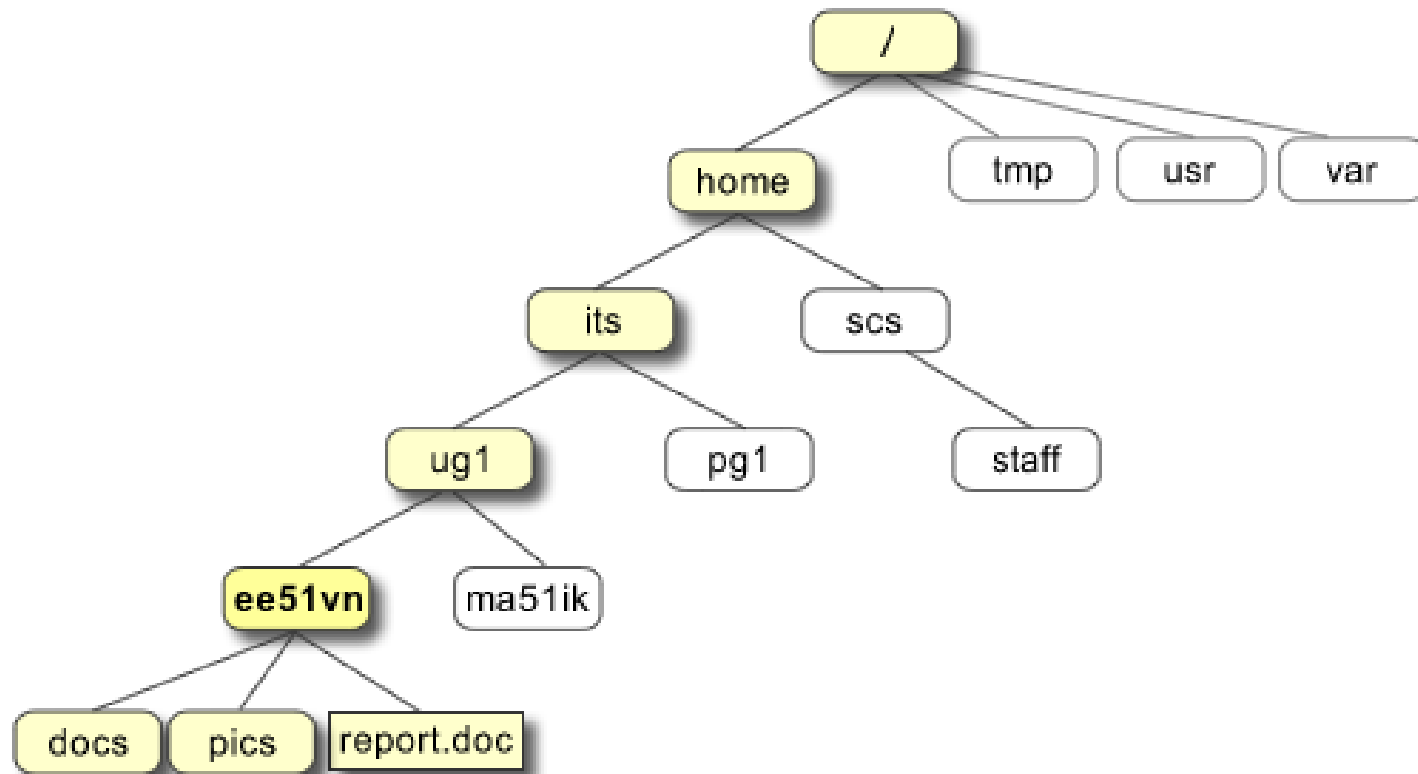 /
home
tmp
usr
var
its
scs
ug1
pg1
staff
ee51vn
ma51ik
docs
pics
report.doc